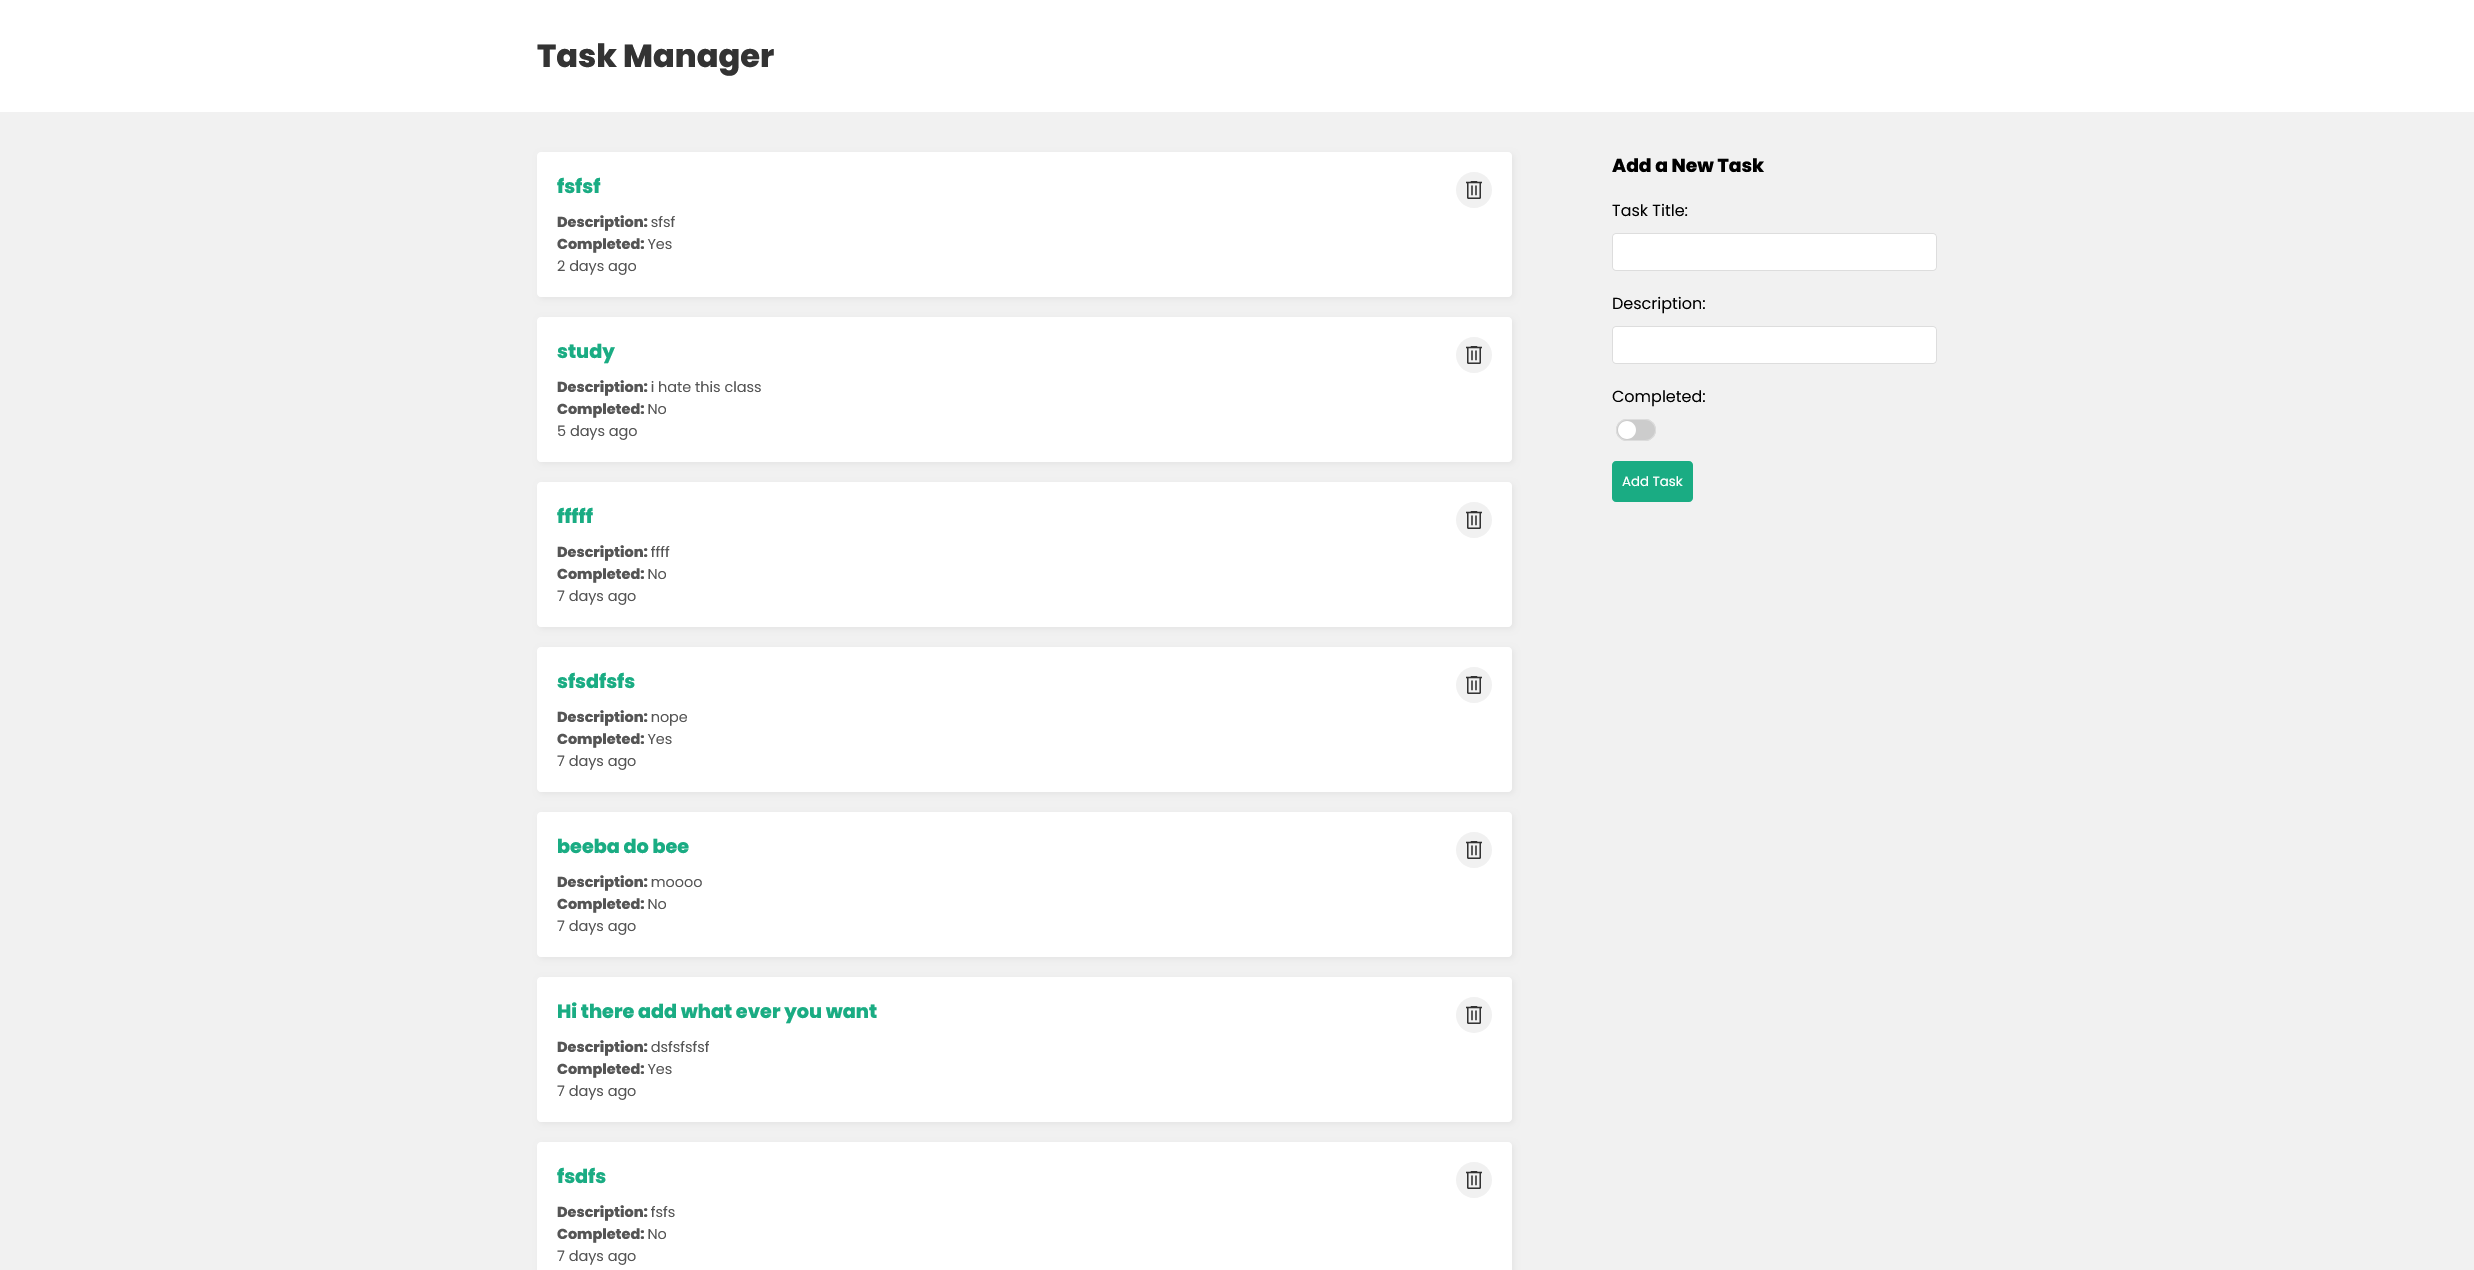 Task Manager
fsfsf
Description: sfsf
Completed: Yes
2 days ago
study
Description: i hate this class
Completed: No
5 days ago
fffff
Description: ffff
Completed: No
7 days ago
sfsdfsfs
Description: nope
Completed: Yes
7 days ago
beeba do bee
Description: moooo
Completed: No
7 days ago
Hi there add what ever you want
Description: dsfsfsfsf
Completed: Yes
7 days ago
fsdfs
Description: fsfs
Completed: No
7 days ago
Add a New Task
Task Title:
Description:
Completed:
Add Task